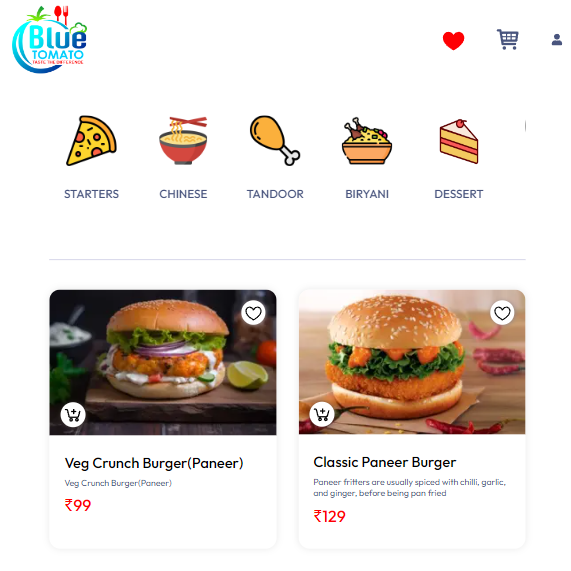 Blue
TOMATO
TASTE THE DIFFERENCE
STARTERS
CHINESE
TANDOOR
BIRYANI
DESSERT
Veg Crunch Burger(Paneer)
Veg Crunch Burger(Paneer)
₹99
Classic Paneer Burger
Paneer fritters are usually spiced with chilli, garlic,
and ginger, before being pan fried
₹129